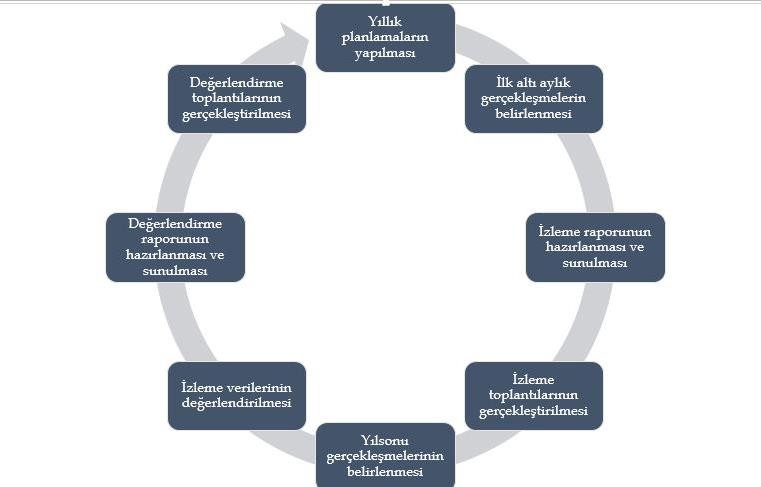 Yıllık
planlamaların
yapılması
İlk altı aylık
gerçekleşmelerin
belirlenmesi
İzleme raporunun
hazırlanması ve
sunulması
İzleme
toplantılarının
gerçekleştirilmesi
Yılsonu
gerçekleşmelerinin
belirlenmesi
İzleme verilerinin
değerlendirilmesi
Değerlendirme
raporunun
hazırlanması ve
sunulması
Değerlendirme
toplantılarının
gerçekleştirilmesi